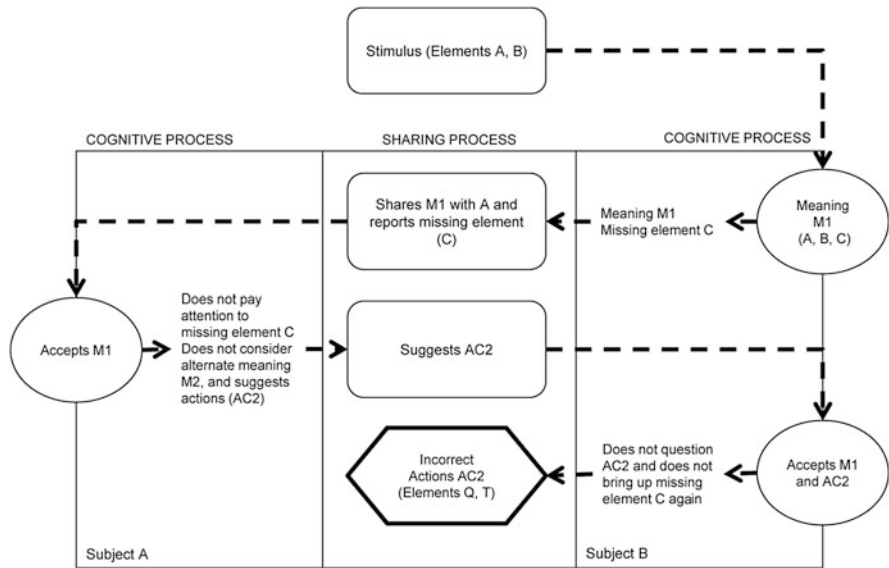 Stimulus (Elements A, B)
COGNITIVE PROCESS
SHARING PROCESS
COGNITIVE PROCESS
Shares M1 with A and
reports missing element
(C)
Meaning M1
Missing element C
Meaning
M1
(A, B, C)
Accepts M1
Does not pay
attention to
missing element C
Does not consider
alternate meaning
M2, and suggests
actions (AC2)
Suggests AC2
Incorrect
Actions AC2
(Elements Q, T)
Does not question
AC2 and does not
bring up missing
element C again
Accepts M1
and AC2
Subject A
Subject B